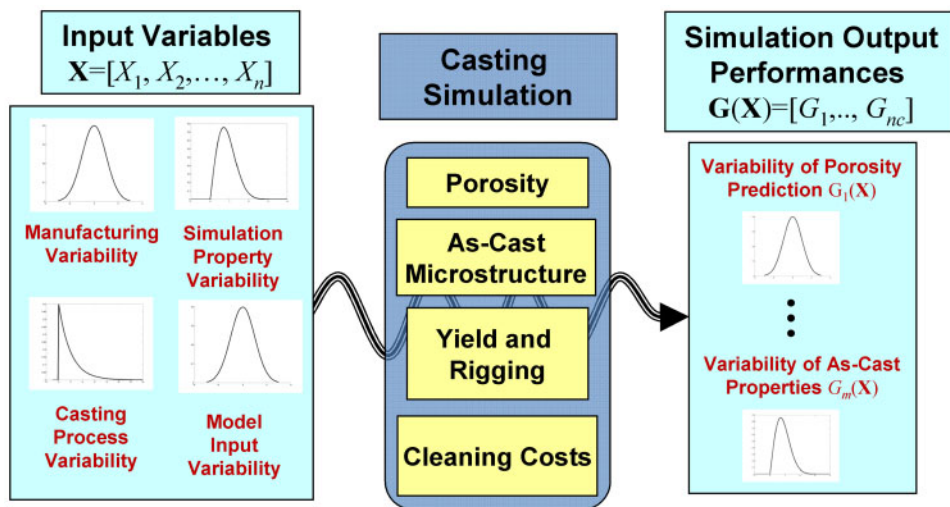 Input Variables
X=[X1, X2,…, Xn]
Manufacturing
Variability
Simulation
Property
Variability
Casting
Process
Variability
Model
Input
Variability
Casting
Simulation
Porosity
As-Cast
Microstructure
Yield and
Rigging
Cleaning Costs
Simulation Output
Performances
G(X)=[G1,.., Gnc]
Variability of Porosity
Prediction G1(X)
Variability of As-Cast
Properties Gm(X)